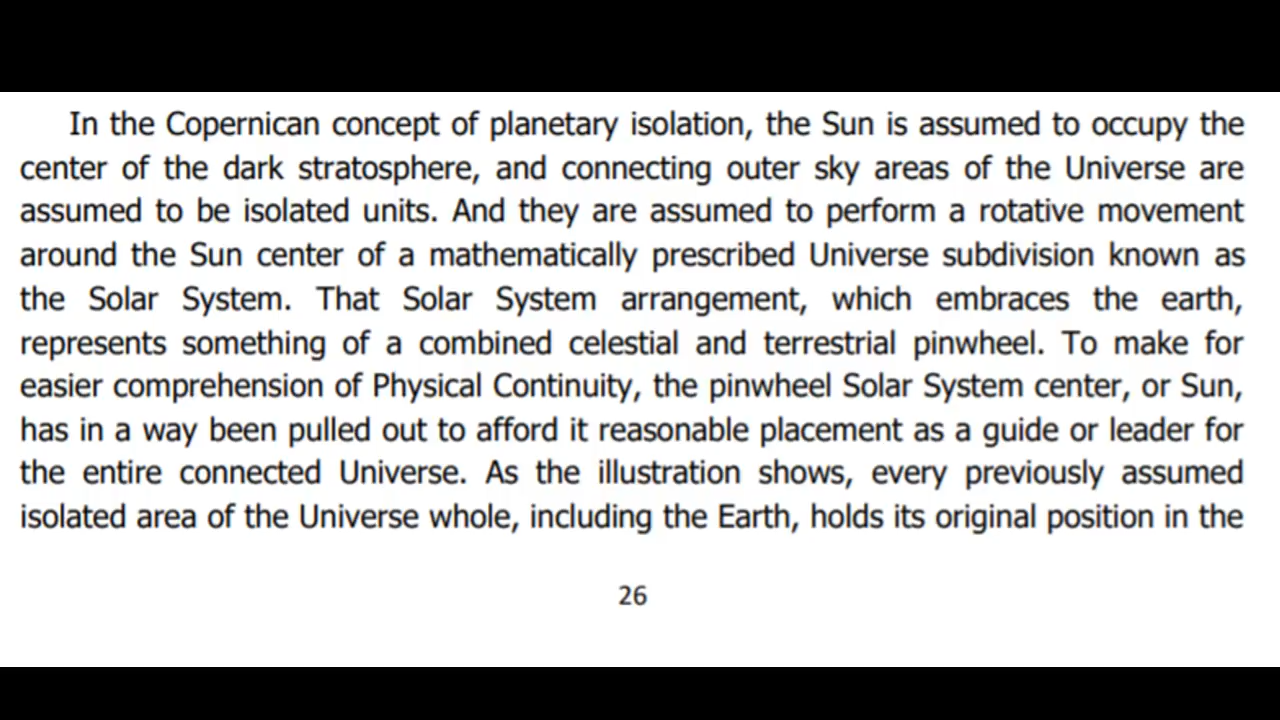 In the Copernican concept of planetary isolation, the Sun is assumed to occupy the
center of the dark stratosphere, and connecting outer sky areas of the Universe are
assumed to be isolated units. And they are assumed to perform a rotative movement
around the Sun center of a mathematically prescribed Universe subdivision known as
the Solar System. That Solar System arrangement, which embraces the earth,
represents something of a combined celestial and terrestrial pinwheel. To make for
easier comprehension of Physical Continuity, the pinwheel Solar System center, or Sun,
has in a way been pulled out to afford it reasonable placement as a guide or leader for
the entire connected Universe. As the illustration shows, every previously assumed
isolated area of the Universe whole, including the Earth, holds its original position in the
26